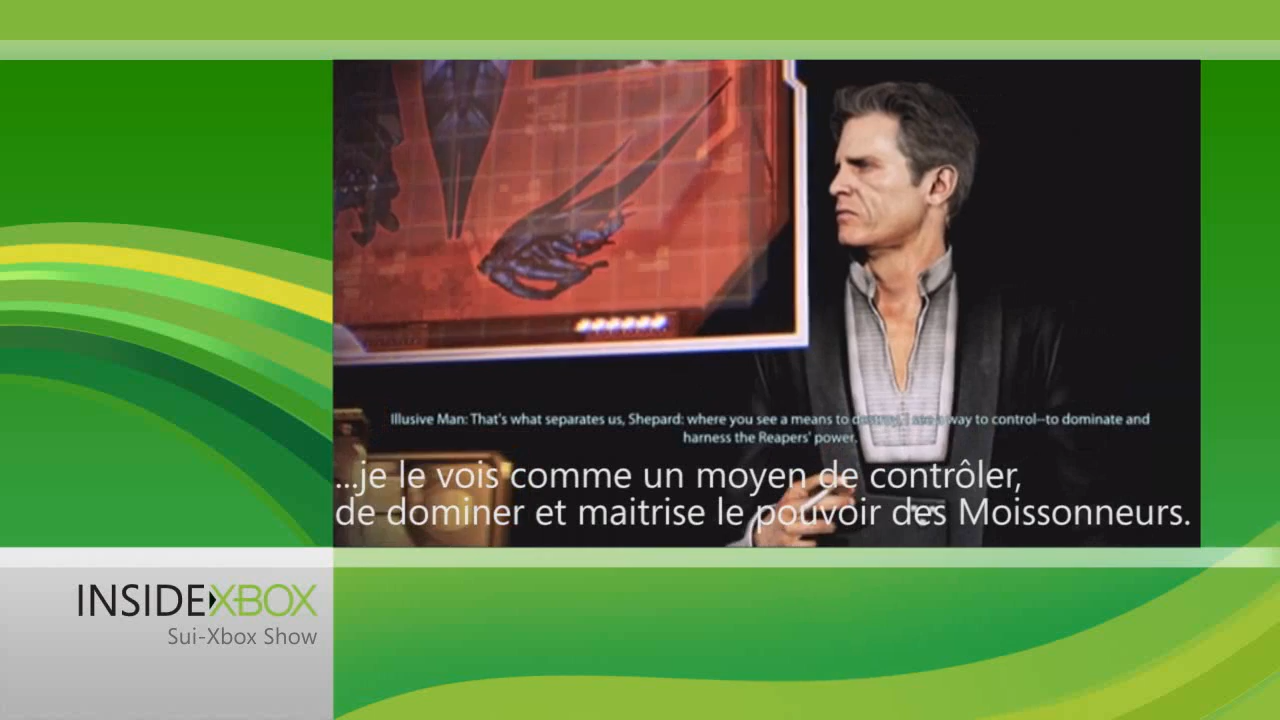 Illusive Man: That's what separates us, Shepard: where you see a means to destroy, I see a way to control--to dominate and
harness the Reapers' power.
...je le vois comme un moyen de contrôler,
de dominer et maitrise le pouvoir des Moissonneurs.
INSIDE XBOX
Sui-Xbox Show